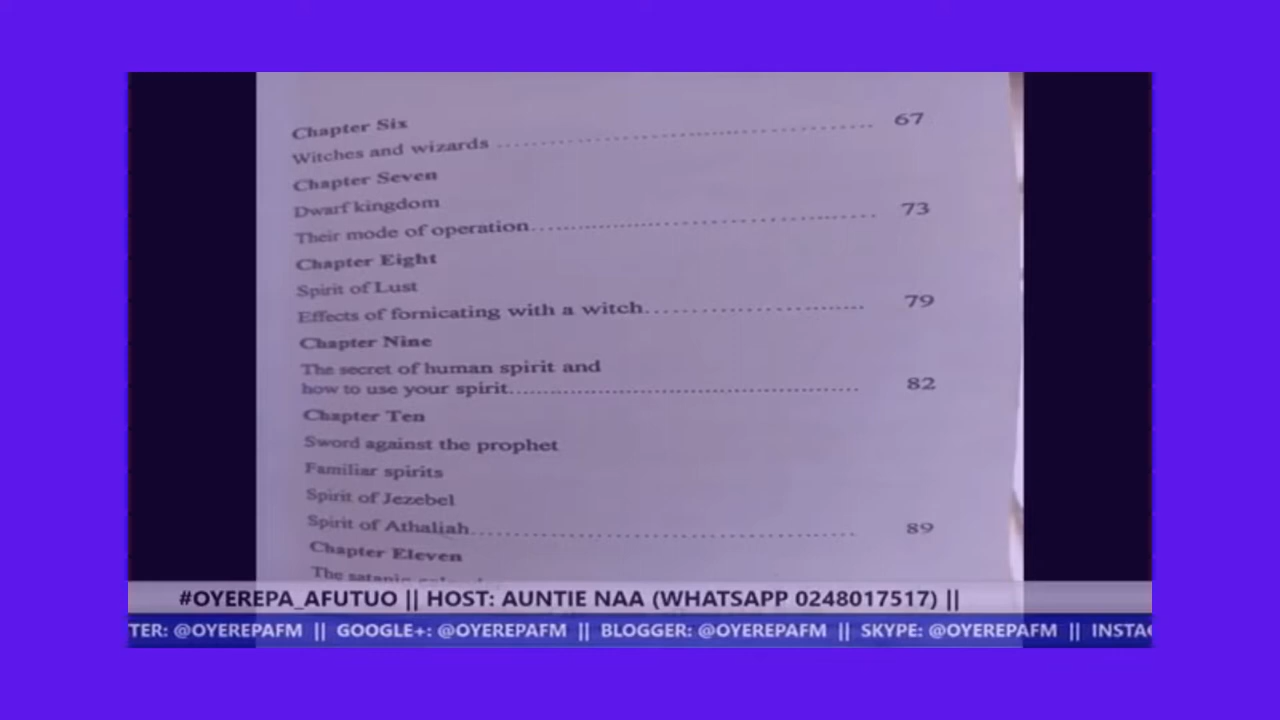 Chapter Six
Witches and wizards ........................................................ 67
Chapter Seven
Dwarf kingdom
Their mode of operation.................................................... 73
Chapter Eight
Spirit of Lust
Effects of fornicating with a witch......................... 79
Chapter Nine
The secret of human spirit and
how to use your spirit...................................................... 82
Chapter Ten
Sword against the prophet
Familiar spirits
Spirit of Jezebel
Spirit of Athaliah.......................................................... 89
Chapter Eleven
The satanic
#OYEREPA_AFUTUO || HOST: AUNTIE NAA (WHATSAPP 0248017517) ||
TER: @OYEREPAFM || GOOGLE+: @OYEREPAFM || BLOGGER: @OYEREPAFM || SKYPE: @OYEREPAFM || INSTA